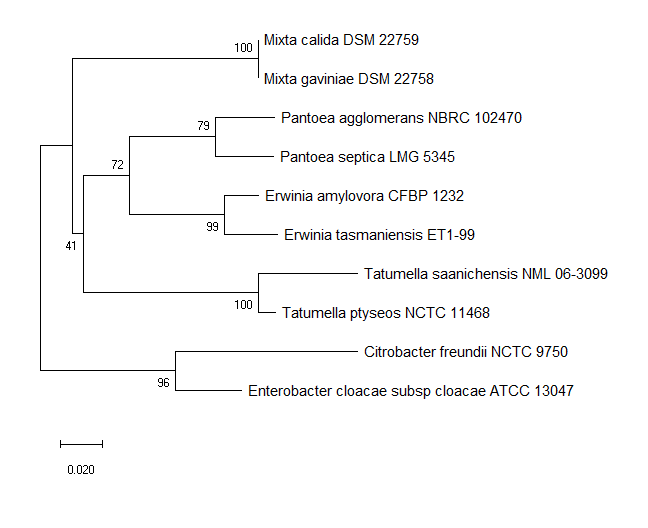 Mixta calida DSM 22759
100
Mixta gaviniae DSM 22758
Pantoea agglomerans NBRC 102470
79
Pantoea septica LMG 5345
72
Erwinia amylovora CFBP 1232
99
Erwinia tasmaniensis ET1-99
41
Tatumella saanichensis NML 06-3099
100
Tatumella ptyseos NCTC 11468
Citrobacter freundii NCTC 9750
96
Enterobacter cloacae subsp cloacae ATCC 13047
0.020